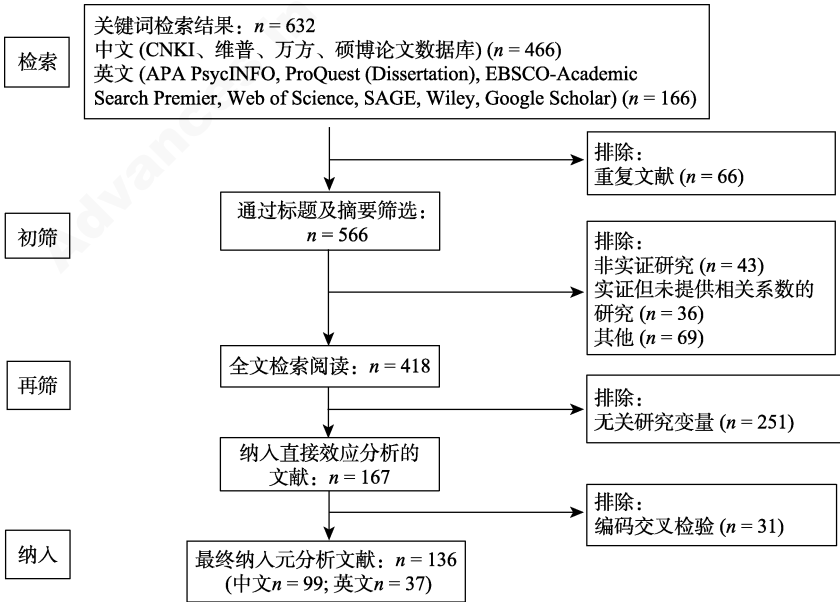 关键词检索结果：n = 632
中文 (CNKI、维普、万方、硕博论文数据库) (n = 466)
英文 (APA PsycINFO, ProQuest (Dissertation), EBSCO-Academic
Search Premier, Web of Science, SAGE, Wiley, Google Scholar) (n = 166)
检索
排除：
重复文献 (n = 66)
通过标题及摘要筛选：
n = 566
初筛
排除：
非实证研究 (n = 43)
实证但未提供相关系数的
研究 (n = 36)
其他 (n = 69)
全文检索阅读：n = 418
再筛
排除：
无关研究变量 (n = 251)
纳入直接效应分析的
文献：n = 167
排除：
编码交叉检验 (n = 31)
纳入
最终纳入元分析文献：n = 136
(中文n = 99; 英文n = 37)